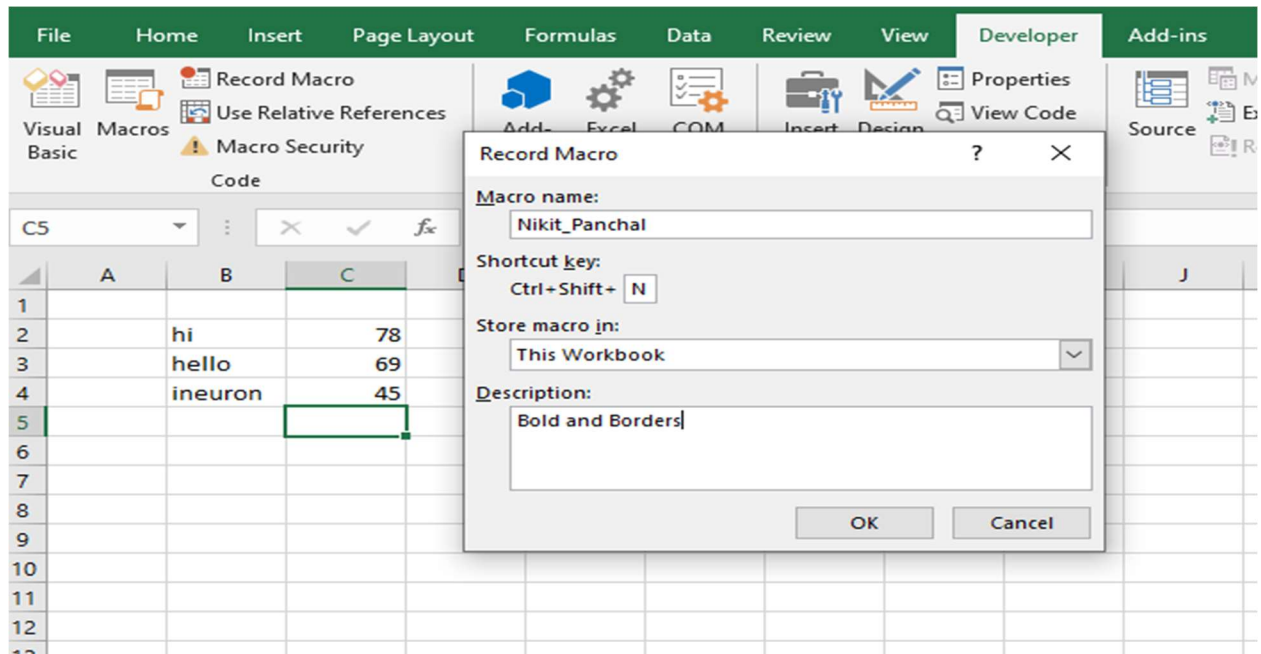 File Home Insert Page Layout Formulas Data Review View Developer Add-ins
Record Macro
Use Relative References
Macro Security
Visual Basic
Macros
Code
Add-
Excel
COM
Insert
Design
Properties
View Code
Source
Record Macro ? ×
Macro name:
Nikit_Panchal
Shortcut key:
Ctrl+Shift+ N
Store macro in:
This Workbook
Description:
Bold and Borders
OK Cancel
C5 fx
A B C J
1
2 hi 78
3 hello 69
4 ineuron 45
5
6
7
8
9
10
11
12